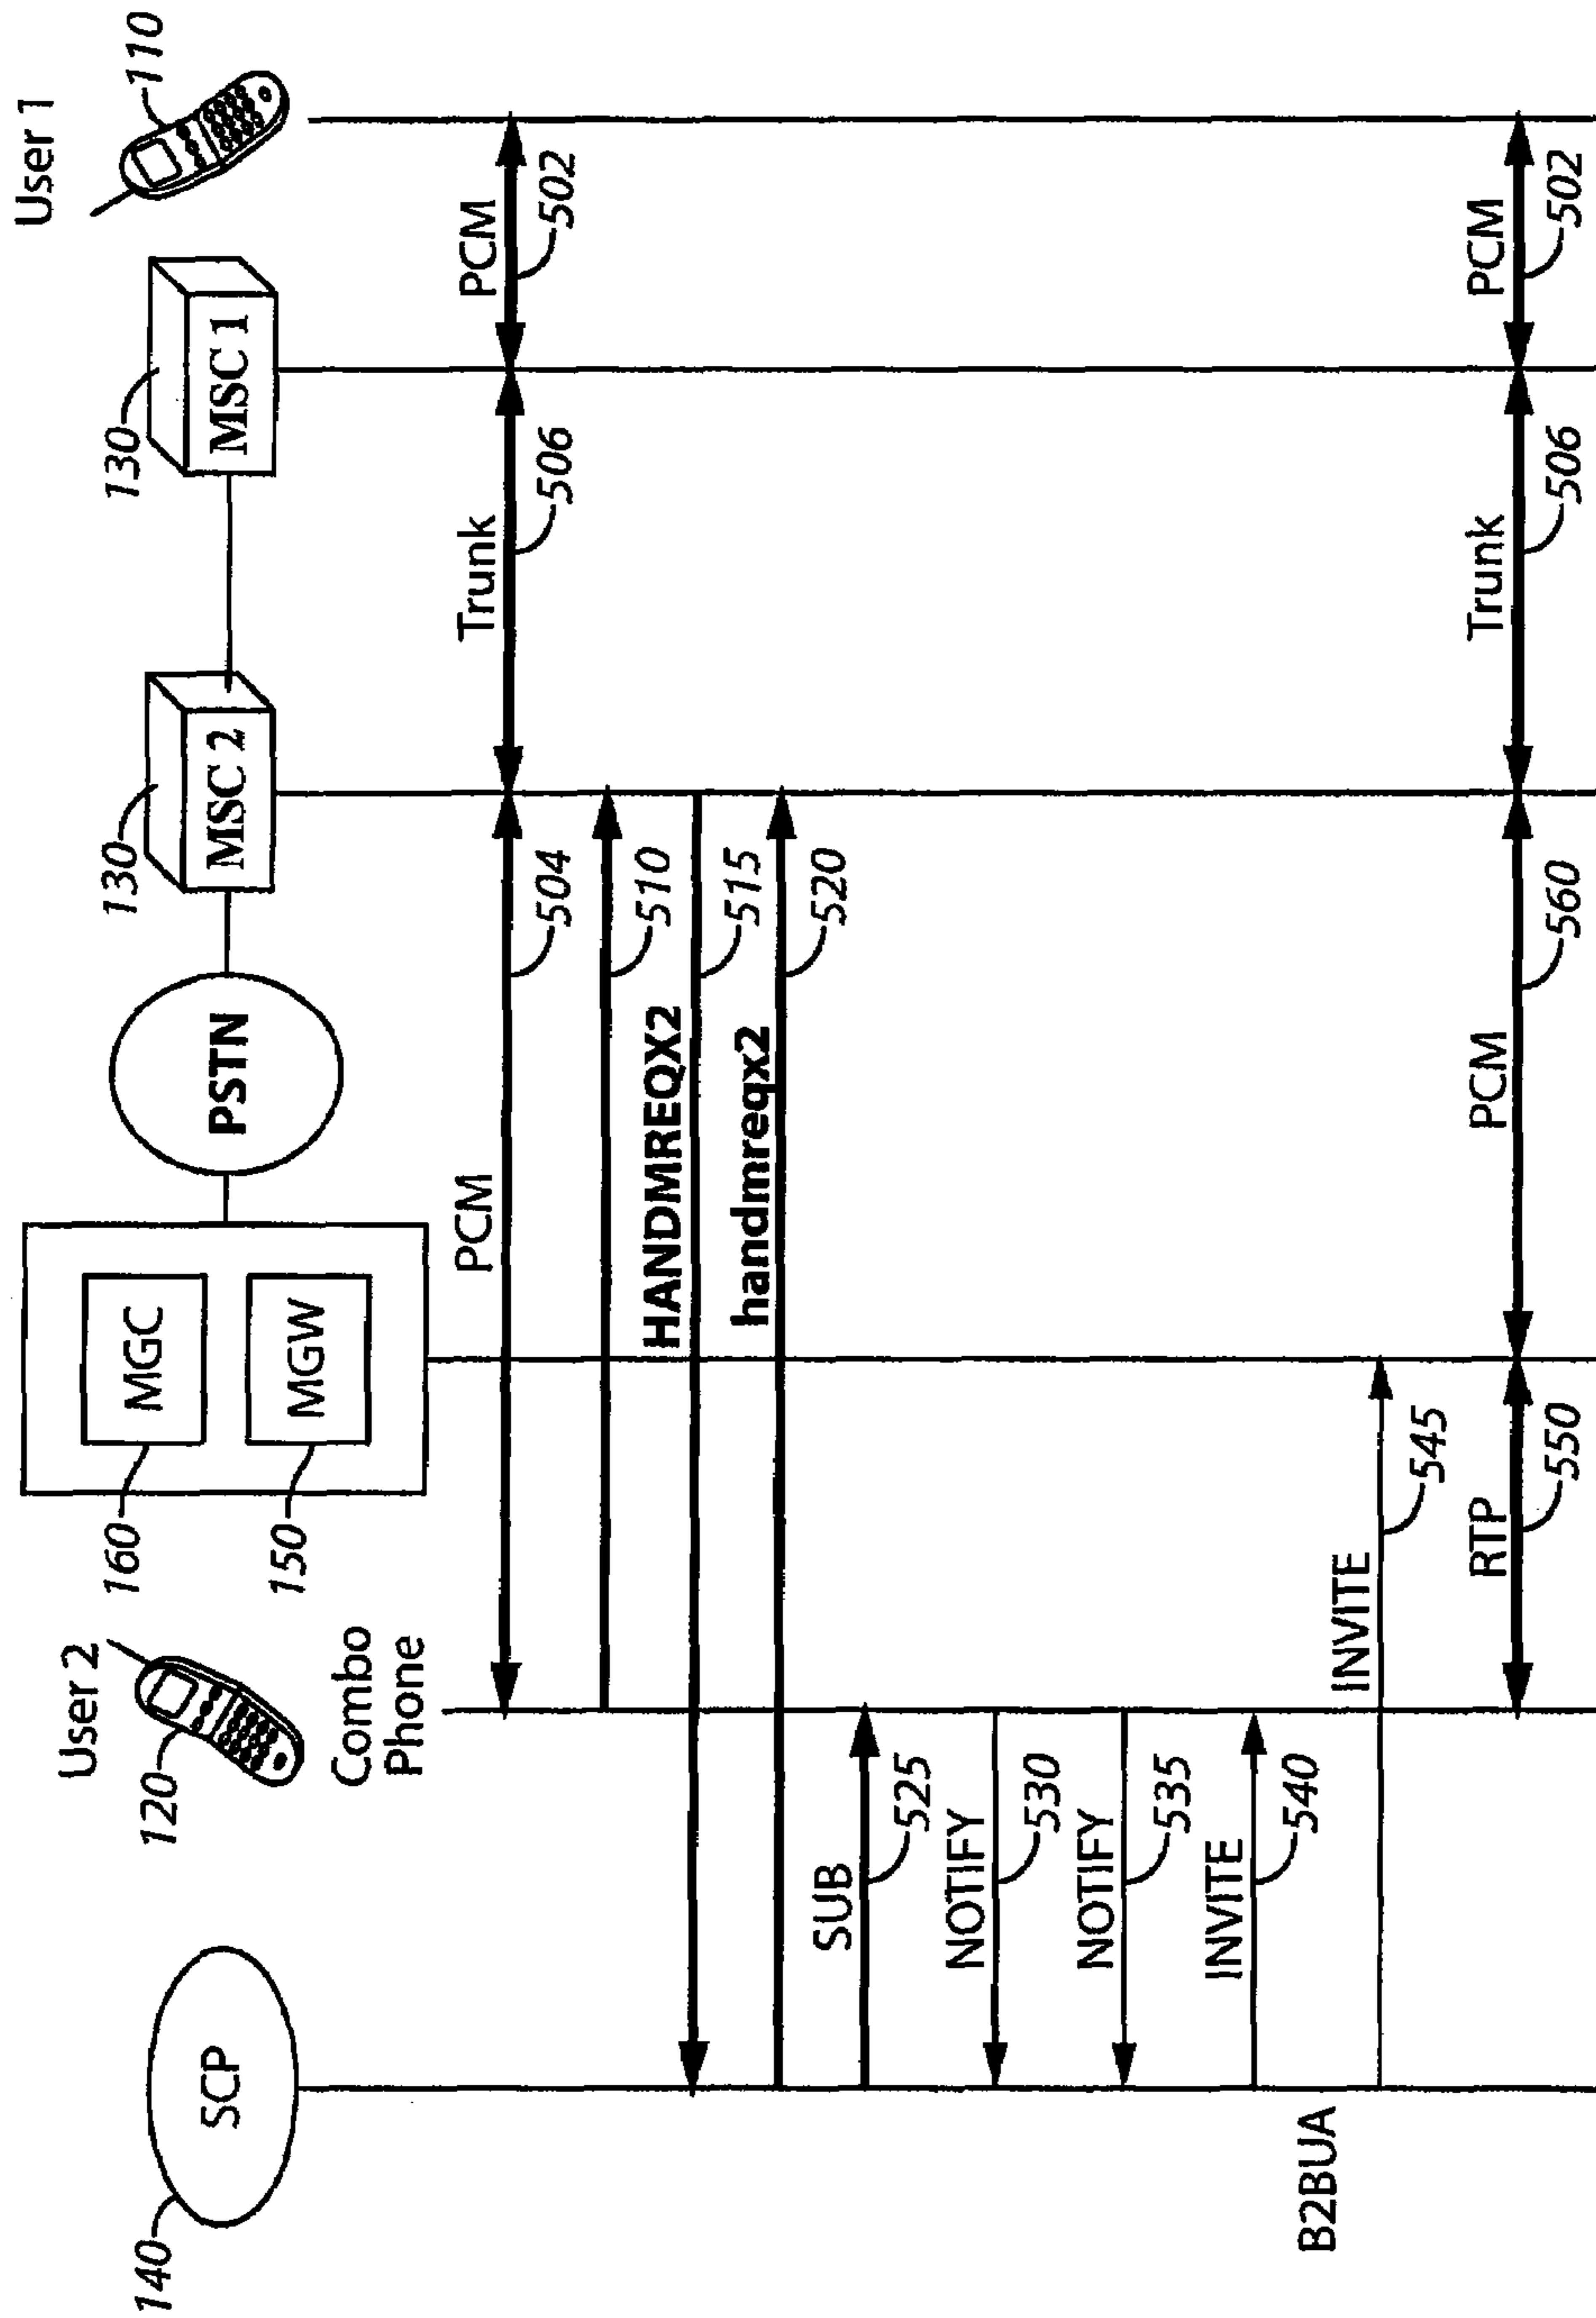 User 1
110
130
MSC 1
130
MSC 2
PSTN
MGC
160
MGW
150
User 2
120
Combo
Phone
SCP
140
PCM
504
Trunk
506
PCM
502
510
HANDMREQX2
515
handmreqx2
520
SUB
525
NOTIFY
530
NOTIFY
535
INVITE
540
B2BUA
INVITE
545
RTP
550
PCM
560
Trunk
506
PCM
502